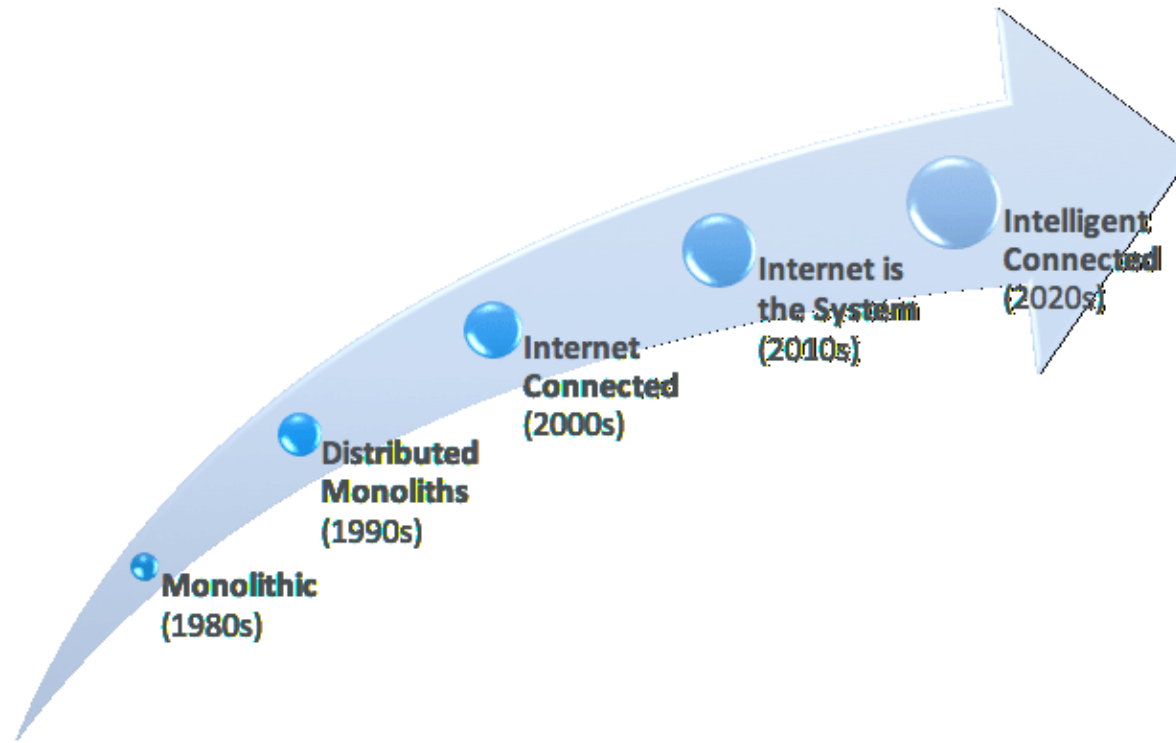 Monolithic
(1980s)
Distributed
Monoliths
(1990s)
Internet
Connected
(2000s)
Internet is
the System
(2010s)
Intelligent
Connected
(2020s)